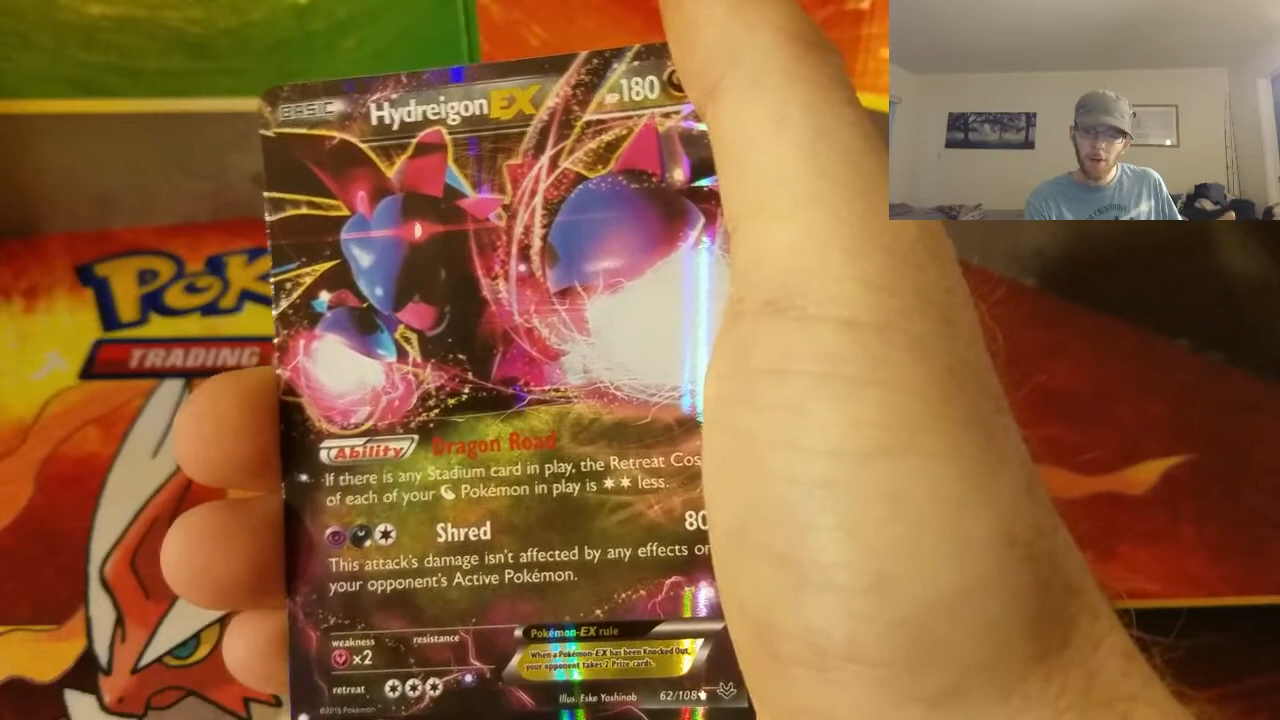 BASIC
Hydreigon EX
HP 180
POK
TRADING
Ability Dragon Road
If there is any Stadium card in play, the Retreat Cos
of each of your Pokémon in play is less.
Shred 80
This attack's damage isn't affected by any effects on
your opponent's Active Pokémon.
weakness resistance
×2
Pokémon-EX rule
When a Pokémon-EX has been Knocked Out,
your opponent takes 2 Prize cards.
retreat
Illus. Eske Yoshinob
62/108
©2015 Pokémon